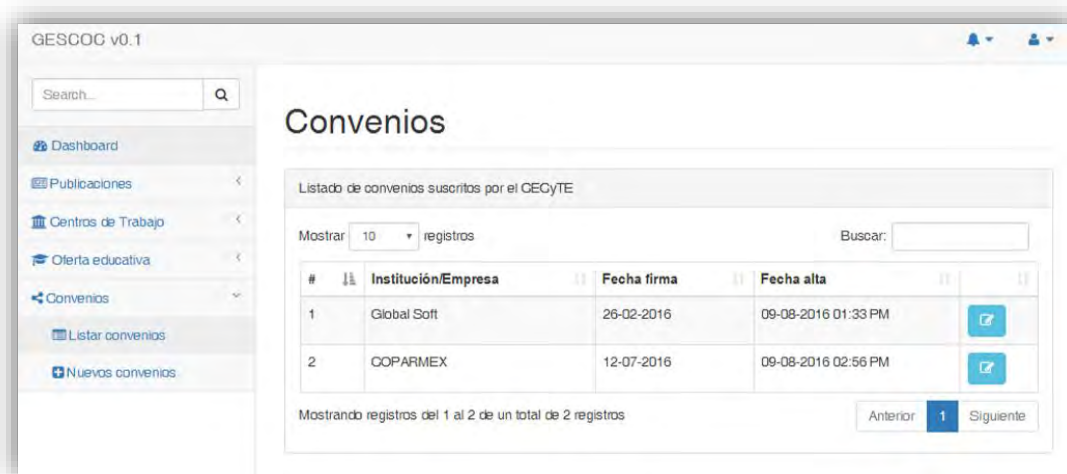 GESCOC v0.1
Search...
Dashboard
Publicaciones
Centros de Trabajo
Oferta educativa
Convenios
Listar convenios
Nuevos convenios
Convenios
Listado de convenios suscritos por el CECyTE
Mostrar 10 registros Buscar:
# Institución/Empresa Fecha firma Fecha alta
1 Global Soft 26-02-2016 09-08-2016 01:33 PM
2 COPARMEX 12-07-2016 09-08-2016 02:56 PM
Mostrando registros del 1 al 2 de un total de 2 registros Anterior 1 Siguiente